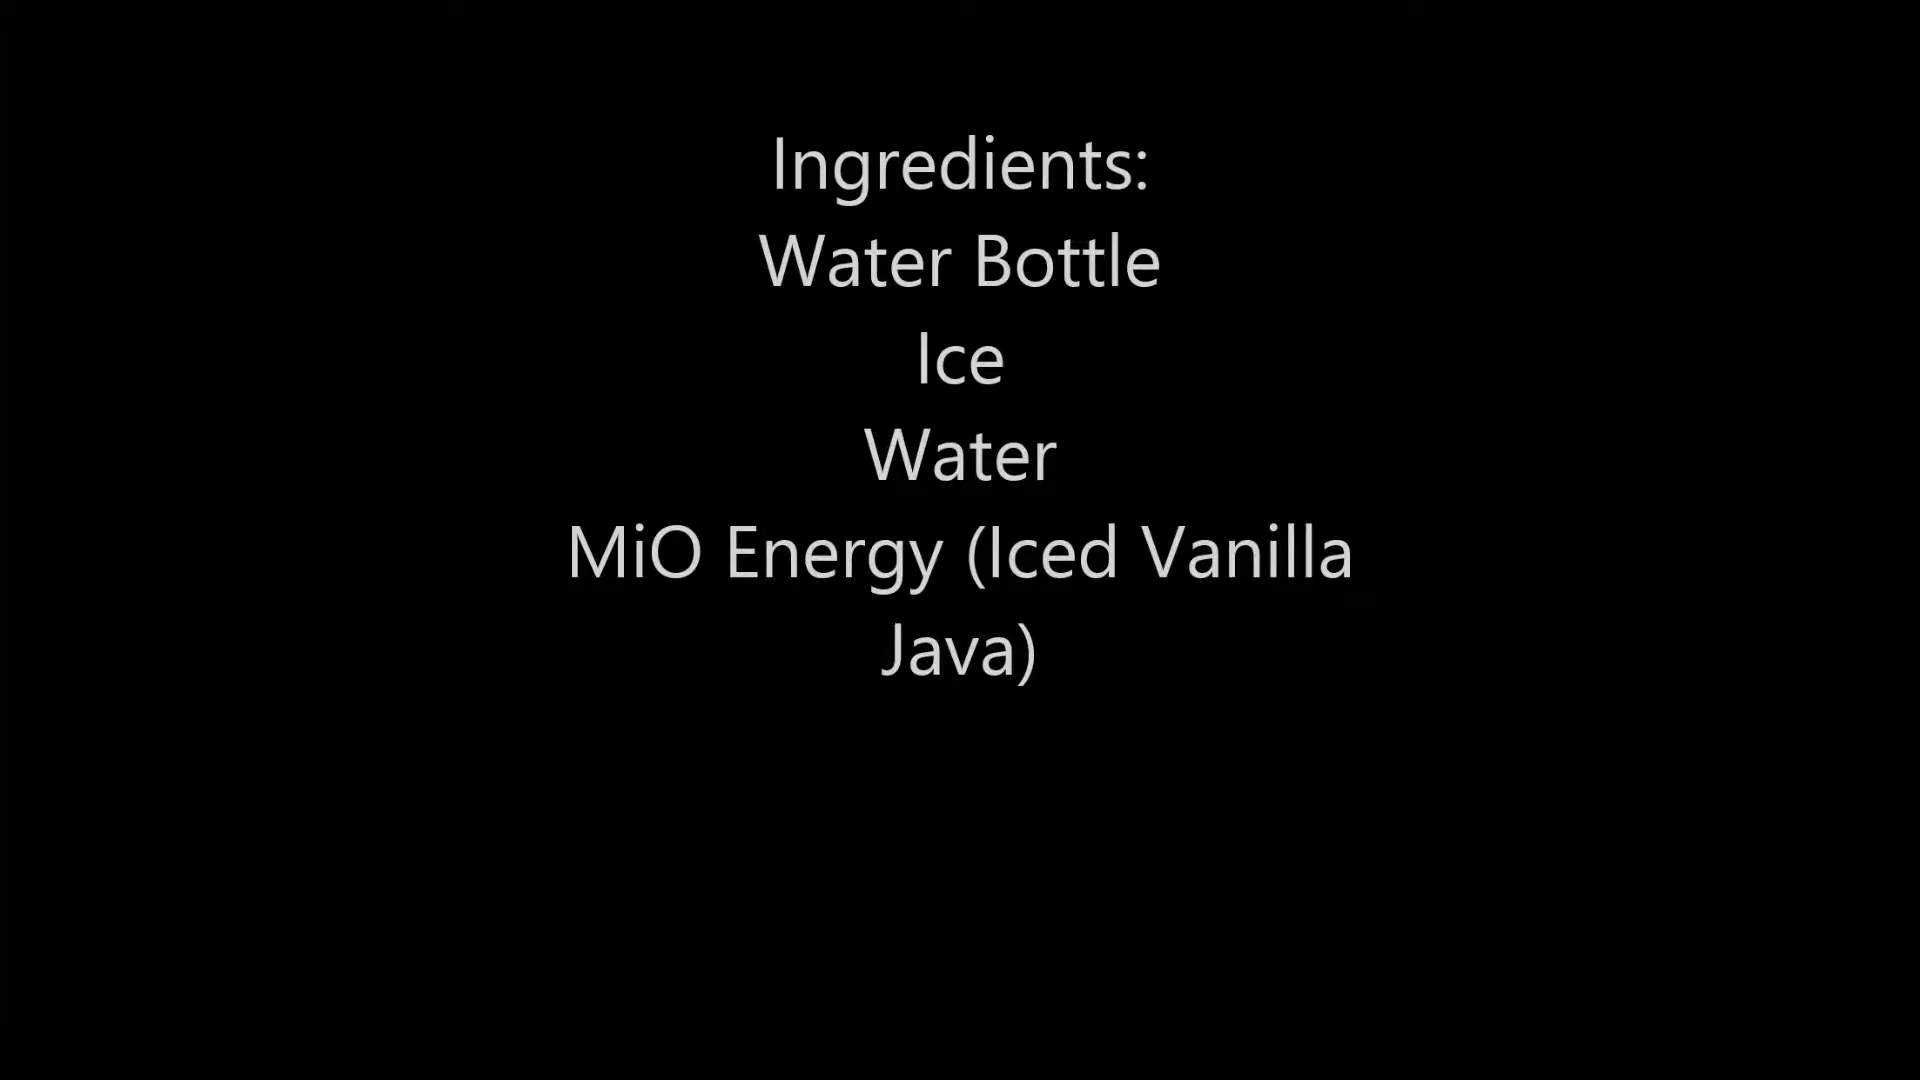 Ingredients:
Water Bottle
Ice
Water
MiO Energy (Iced Vanilla
Java)